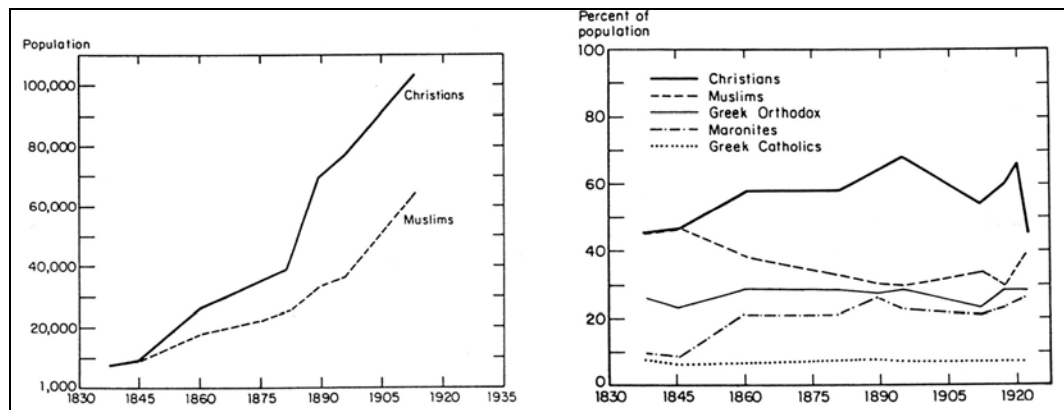 Population
100,000
80,000
60,000
40,000
20,000
1,000
1830 1845 1860 1875 1890 1905 1920 1935
Christians
Muslims
Percent of
population
100
80
60
40
20
0
Christians
Muslims
Greek Orthodox
Maronites
Greek Catholics
1830 1845 1860 1875 1890 1905 1920